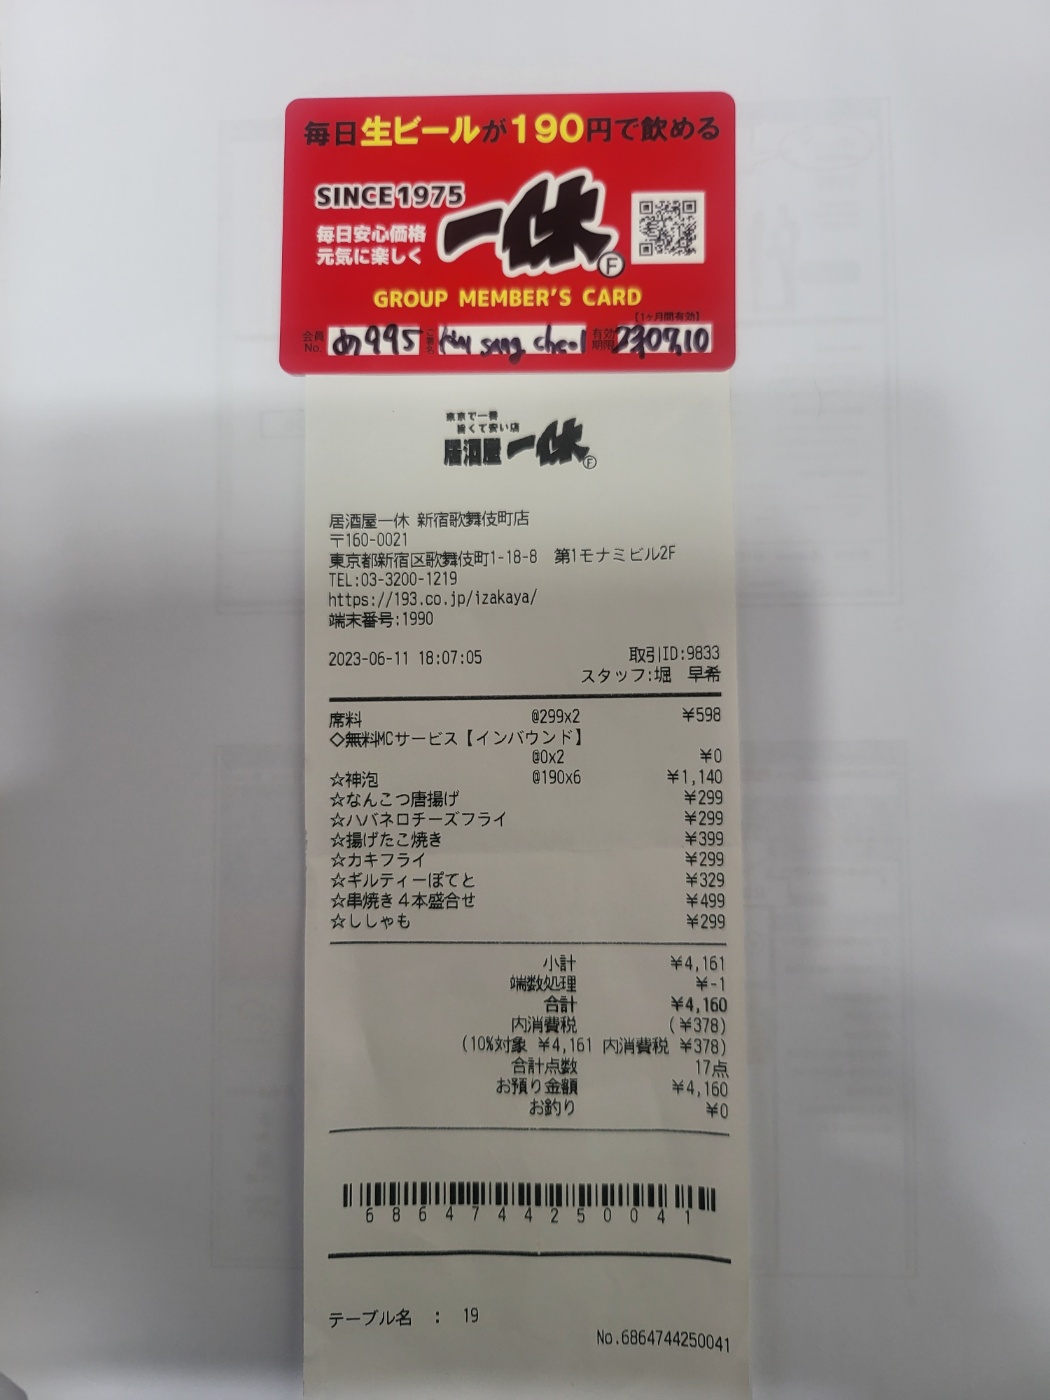 毎日生ビールが190円で飲める
SINCE1975
毎日安心価格
元気に楽しく
一休
F
GROUP MEMBER'S CARD
【1ヶ月間有効】
会員No. め995 ご署名 sang cheol 有効期限 230710
東京で一番
旨くて安い店
居酒屋 一休
F
居酒屋一休 新宿歌舞伎町店
〒160-0021
東京都新宿区歌舞伎町1-18-8 第1モナミビル2F
TEL:03-3200-1219
https://193.co.jp/izakaya/
端末番号:1990
2023-06-11 18:07:05 取引ID:9833
スタッフ:堀 早希
席料 @299x2 ¥598
◇無料MCサービス【インバウンド】
@0x2 ¥0
☆神泡 @190x6 ¥1,140
☆なんこつ唐揚げ ¥299
☆ハバネロチーズフライ ¥299
☆揚げたこ焼き ¥399
☆カキフライ ¥299
☆ギルティーぽてと ¥329
☆串焼き4本盛合せ ¥499
☆ししゃも ¥299
小計 ¥4,161
端数処理 ¥-1
合計 ¥4,160
内消費税 (¥378)
(10%対象 ¥4,161 内消費税 ¥378)
合計点数 17点
お預り金額 ¥4,160
お釣り ¥0
6864744250041
テーブル名 : 19
No.6864744250041